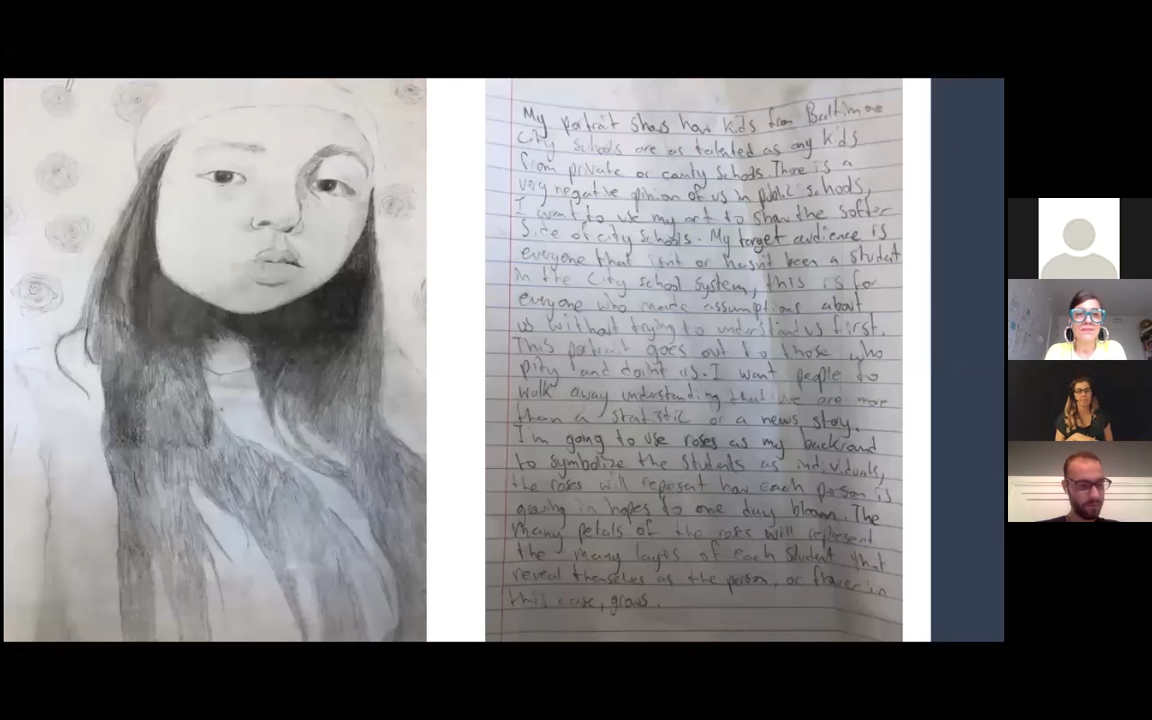 My portrait shows how kids from Baltimore
City schools are as talented as any kids
from private or county schools. There is a
very negative opinion of us in public schools,
I want to use my art to show the softer
side of city schools. My target audience is
everyone that isnt or hasn't been a student
in the City school system, this is for
everyone who made assumptions about
us without trying to understand us first.
This portrait goes out to those who
pity and doubt us. I want people to
walk away understanding that we are more
than a statistic or a news story.
I'm going to use roses as my backround
to symbolize the students as individuals,
the roses will represent how each person is
growing in hopes to one day bloom. The
many petals of the roses will represent
the many layers of each student that
reveal themselves as the person, or flower in
this case, grows.